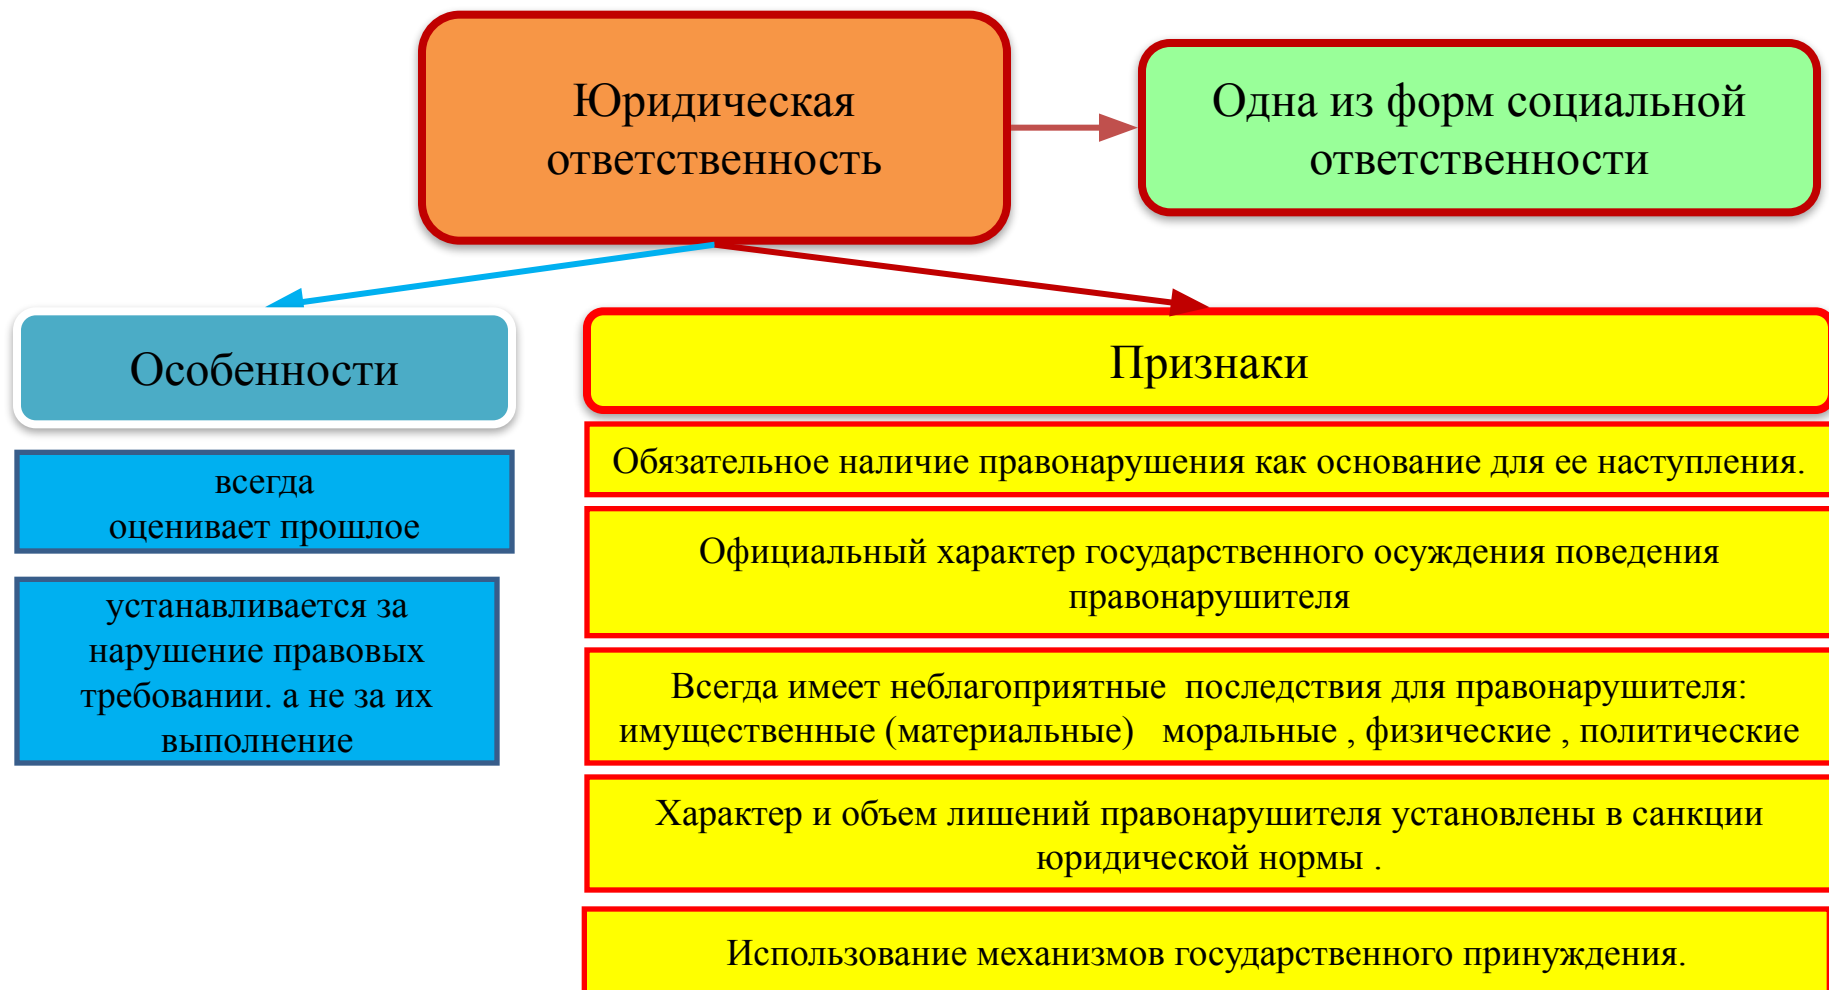 Юридическая
ответственность
Одна из форм социальной
ответственности
Особенности
всегда
оценивает прошлое
устанавливается за
нарушение правовых
требовании. а не за их
выполнение
Признаки
Обязательное наличие правонарушения как основание для ее наступления.
Официальный характер государственного осуждения поведения
правонарушителя
Всегда имеет неблагоприятные  последствия для правонарушителя:
имущественные (материальные)   моральные , физические , политические
Характер и объем лишений правонарушителя установлены в санкции
юридической нормы .
Использование механизмов государственного принуждения.